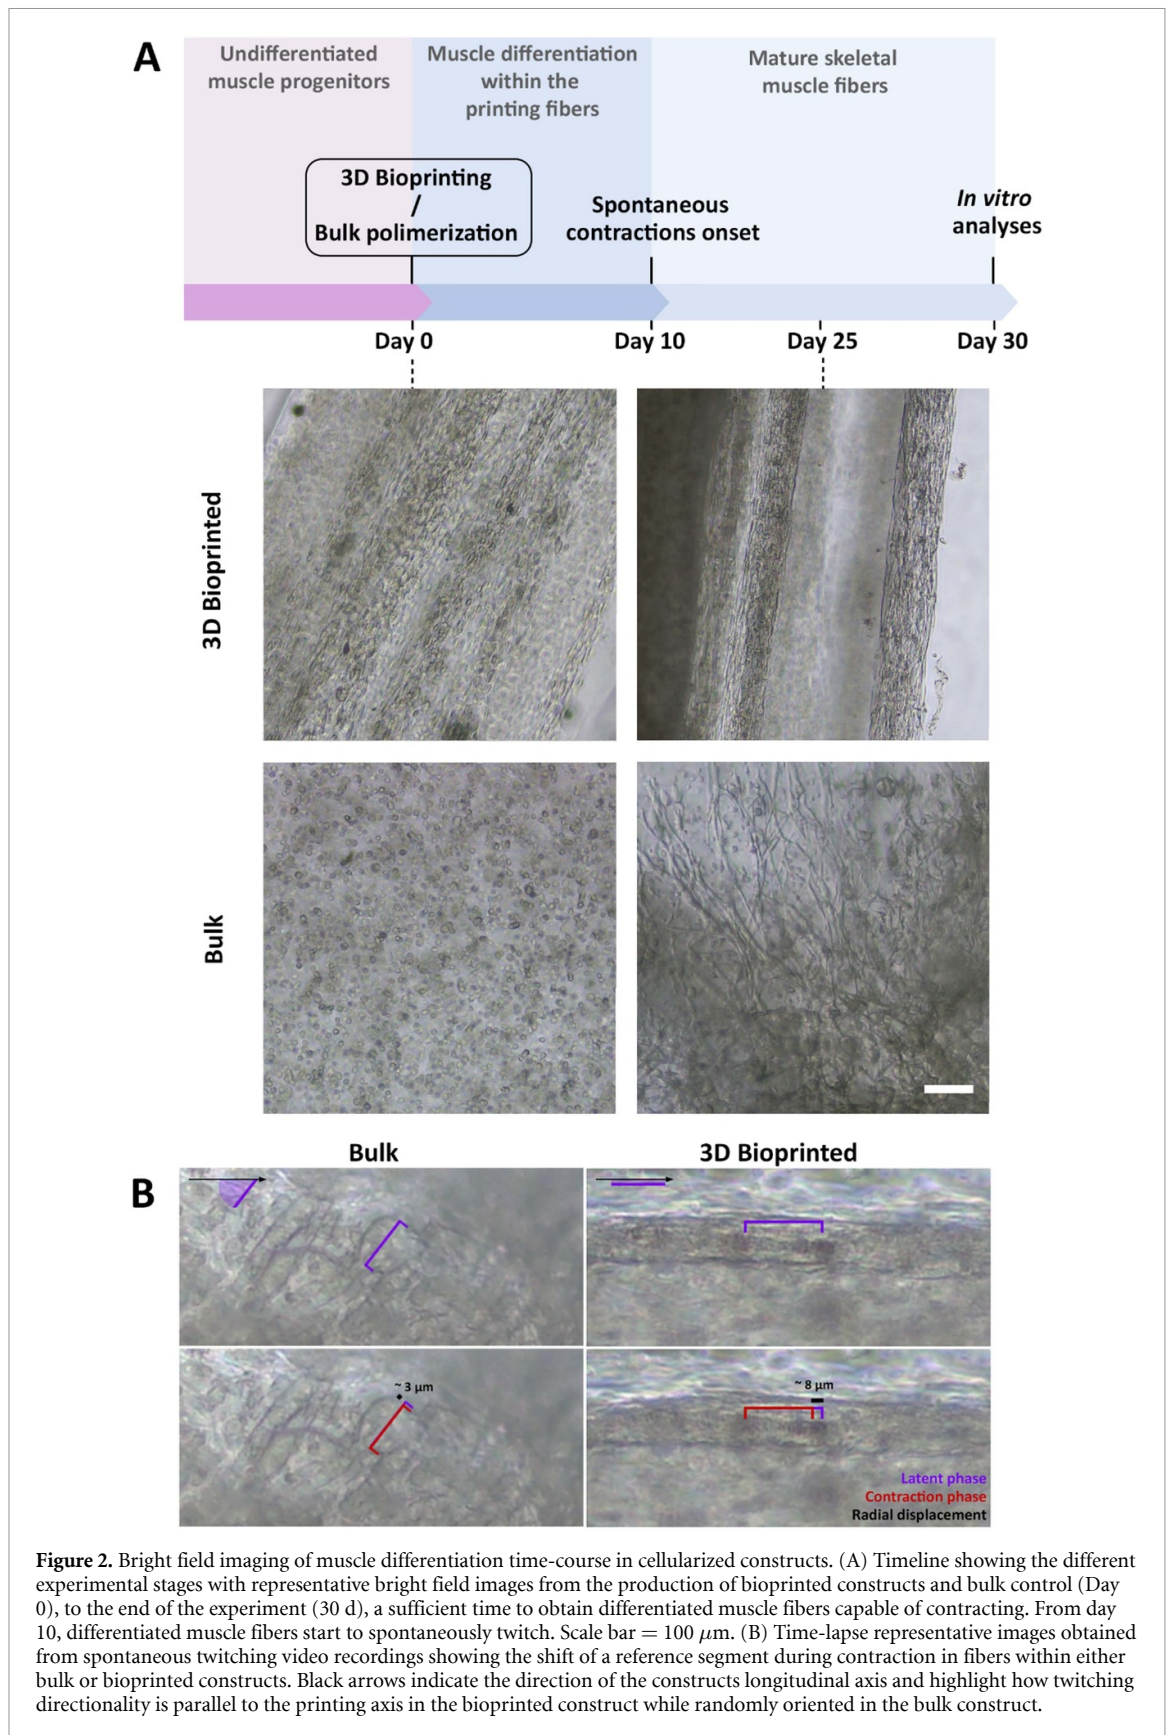 A
Undifferentiated
muscle progenitors
Muscle differentiation
within the
printing fibers
Mature skeletal
muscle fibers
3D Bioprinting
/
Bulk polimerization
Spontaneous
contractions onset
In vitro
analyses
Day 0
Day 10
Day 25
Day 30
3D Bioprinted
Bulk
B
Bulk
3D Bioprinted
~ 3 µm
~ 8 µm
Latent phase
Contraction phase
Radial displacement
Figure 2. Bright field imaging of muscle differentiation time-course in cellularized constructs. (A) Timeline showing the different
experimental stages with representative bright field images from the production of bioprinted constructs and bulk control (Day
0), to the end of the experiment (30 d), a sufficient time to obtain differentiated muscle fibers capable of contracting. From day
10, differentiated muscle fibers start to spontaneously twitch. Scale bar = 100 µm. (B) Time-lapse representative images obtained
from spontaneous twitching video recordings showing the shift of a reference segment during contraction in fibers within either
bulk or bioprinted constructs. Black arrows indicate the direction of the constructs longitudinal axis and highlight how twitching
directionality is parallel to the printing axis in the bioprinted construct while randomly oriented in the bulk construct.